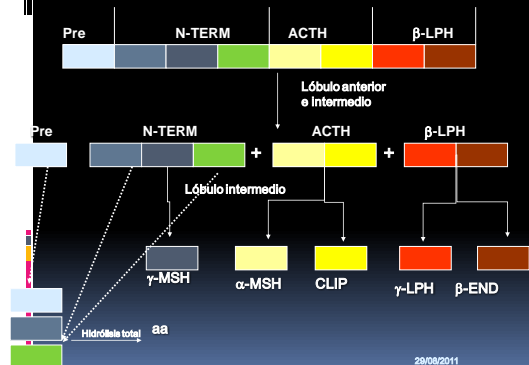 Pre N-TERM ACTH β-LPH
Lóbulo anterior
e intermedio
Pre N-TERM + ACTH + β-LPH
Lóbulo intermedio
γ-MSH α-MSH CLIP γ-LPH β-END
Hidrólisis total aa
29/08/2011